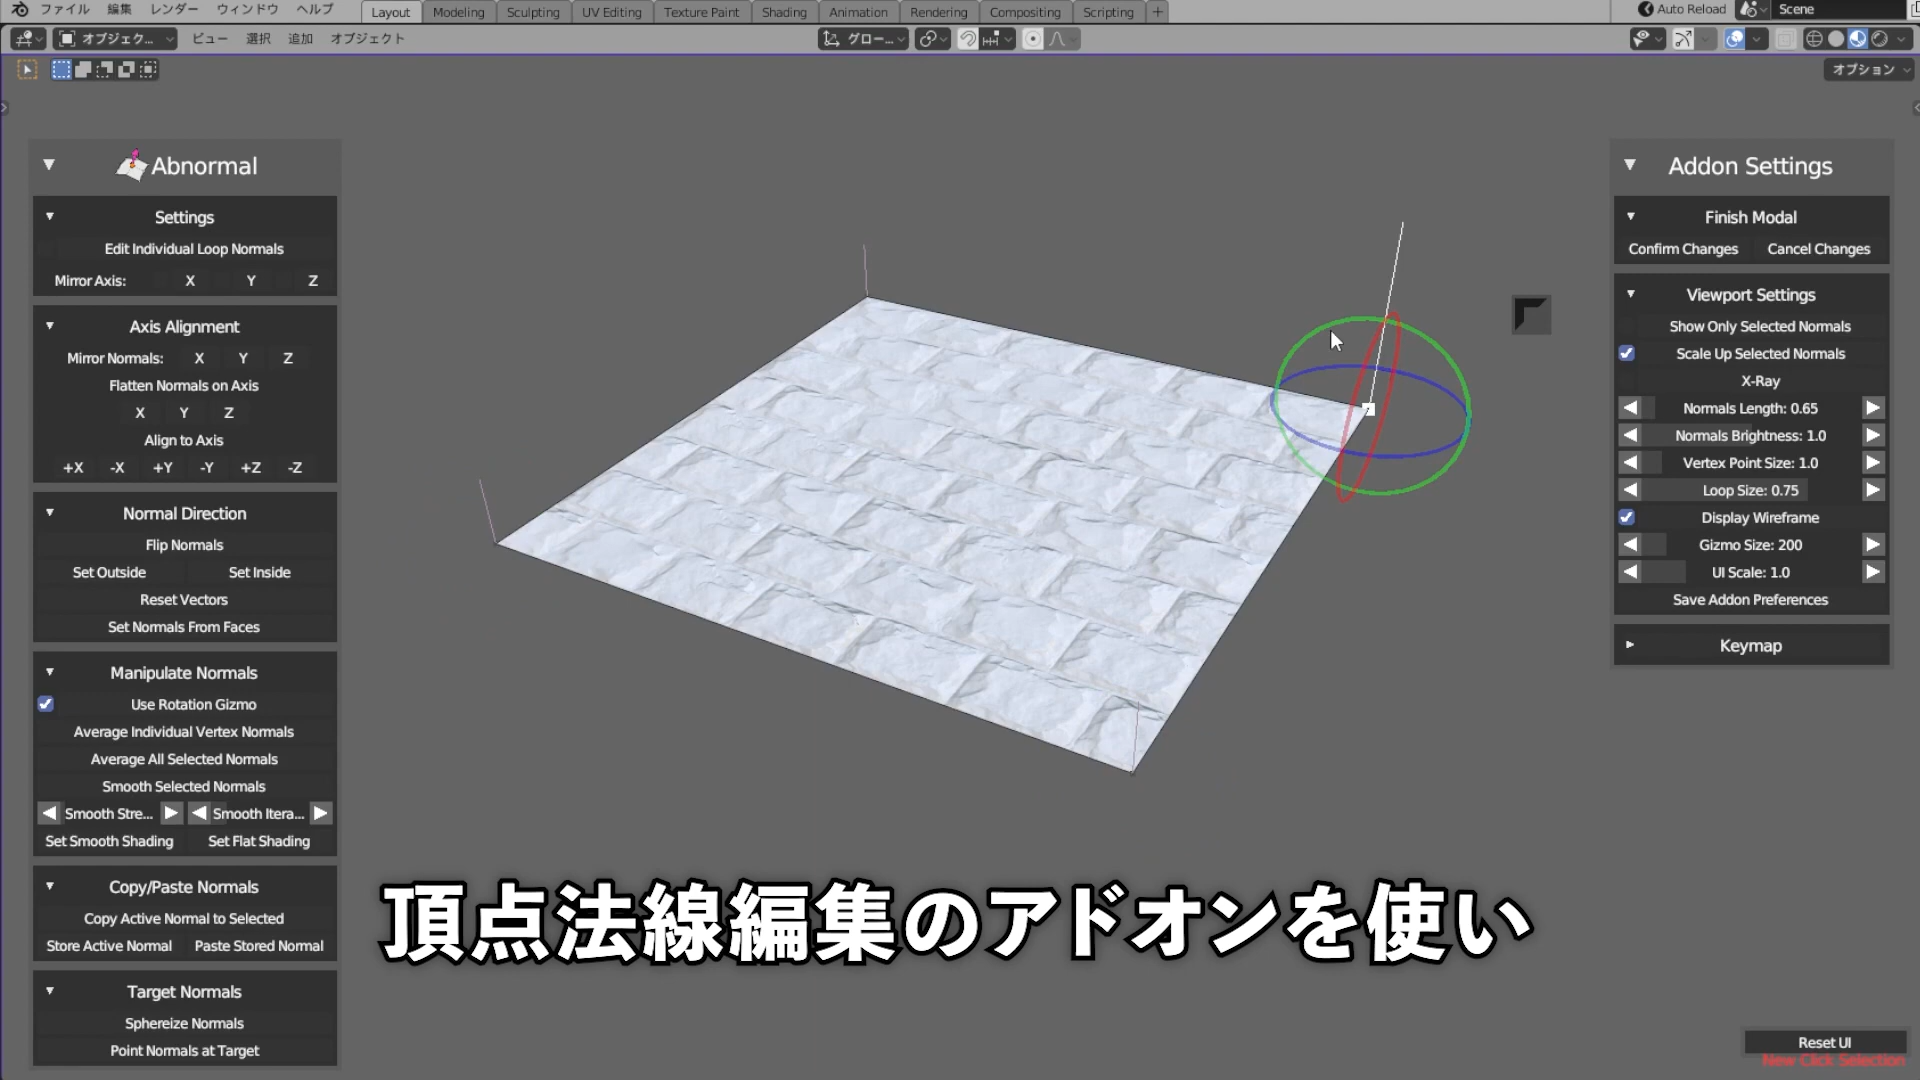 ファイル 編集 レンダー ウィンドウ ヘルプ Layout Modeling Sculpting UV Editing Texture Paint Shading Animation Rendering Compositing Scripting + Auto Reload Scene
オブジェク... ビュー 選択 追加 オブジェクト グロー...
オプション
Abnormal
Settings
Edit Individual Loop Normals
Mirror Axis: X Y Z
Axis Alignment
Mirror Normals: X Y Z
Flatten Normals on Axis
X Y Z
Align to Axis
+X -X +Y -Y +Z -Z
Normal Direction
Flip Normals
Set Outside Set Inside
Reset Vectors
Set Normals From Faces
Manipulate Normals
Use Rotation Gizmo
Average Individual Vertex Normals
Average All Selected Normals
Smooth Selected Normals
Smooth Stre... Smooth Itera...
Set Smooth Shading Set Flat Shading
Copy/Paste Normals
Copy Active Normal to Selected
Store Active Normal Paste Stored Normal
Target Normals
Sphereize Normals
Point Normals at Target
Addon Settings
Finish Modal
Confirm Changes Cancel Changes
Viewport Settings
Show Only Selected Normals
Scale Up Selected Normals
X-Ray
Normals Length: 0.65
Normals Brightness: 1.0
Vertex Point Size: 1.0
Loop Size: 0.75
Display Wireframe
Gizmo Size: 200
UI Scale: 1.0
Save Addon Preferences
Keymap
頂点法線編集のアドオンを使い
Reset UI
New Click Selection